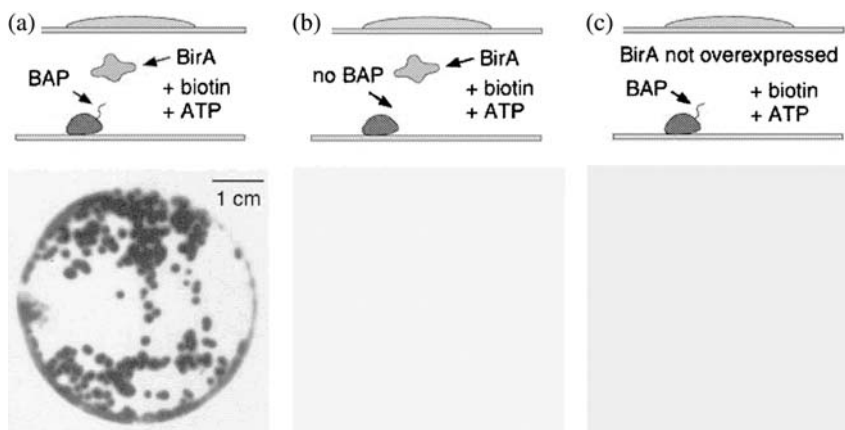 (a)
BirA
BAP
+ biotin
+ ATP
1 cm
(b)
BirA
no BAP
+ biotin
+ ATP
(c)
BirA not overexpressed
BAP
+ biotin
+ ATP